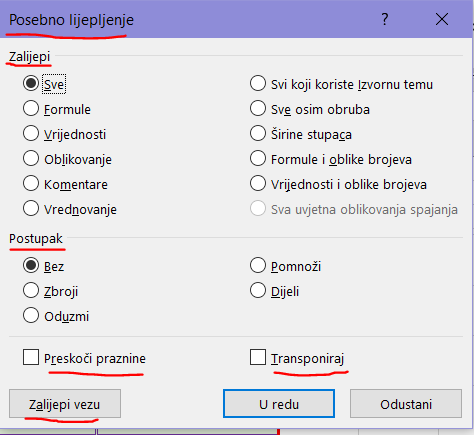 Posebno lijepljenje
?
Zalijepi
Sve
Svi koji koriste Izvornu temu
Formule
Sve osim obruba
Vrijednosti
Širine stupaca
Oblikovanje
Formule i oblike brojeva
Komentare
Vrijednosti i oblike brojeva
Vrednovanje
Sva uvjetna oblikovanja spajanja
Postupak
Bez
Pomnoži
Zbroji
Dijeli
Oduzmi
Preskoči praznine
Transponiraj
Zalijepi vezu
U redu
Odustani